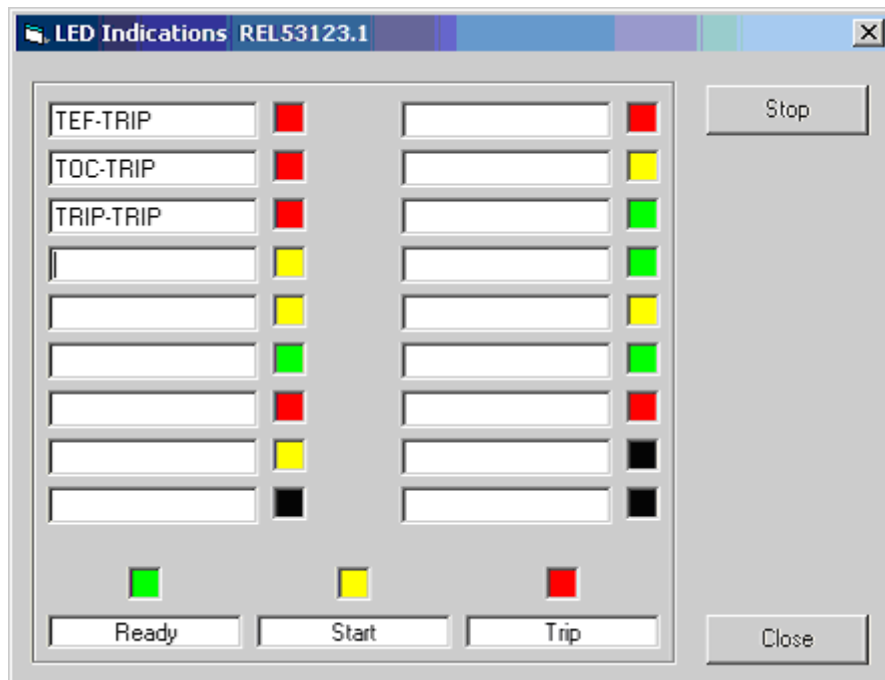 LED Indications REL53123.1
TEF-TRIP
TOC-TRIP
TRIP-TRIP
Stop
Ready
Start
Trip
Close